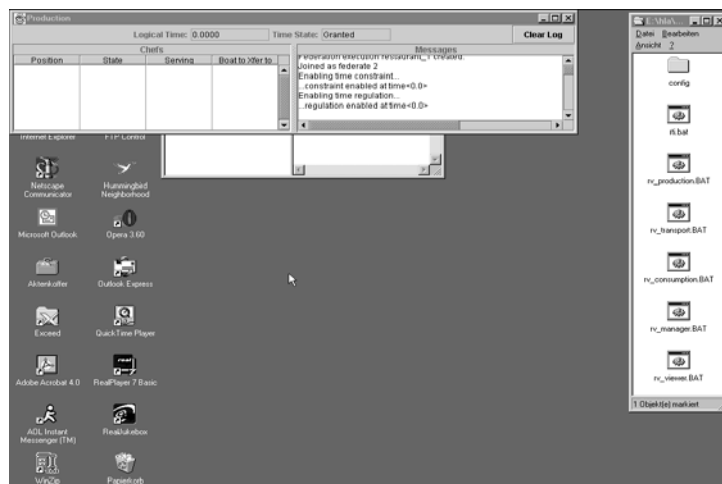 Production
E:\hla\...
Logical Time: 0.0000
Time State: Granted
Clear Log
Chefs
Position State Serving Boat to Xfer to
Messages
Federation execution restaurant_1 created.
Joined as federate 2
Enabling time constraint...
...constraint enabled at time<0.0>
Enabling time regulation...
...regulation enabled at time<0.0>
Datei Bearbeiten
Ansicht ?
config
rti.bat
rv_production.BAT
rv_transport.BAT
rv_consumption.BAT
rv_manager.BAT
rv_viewer.BAT
1 Objekt(e) markiert
Internet Explorer
FTP Control
Netscape
Communicator
Hummingbird
Neighborhood
Microsoft Outlook
Opera 3.60
Aktenkoffer
Outlook Express
Exceed
QuickTime Player
Adobe Acrobat 4.0
RealPlayer 7 Basic
AOL Instant
Messenger (TM)
RealJukebox
WinZip
Papierkorb